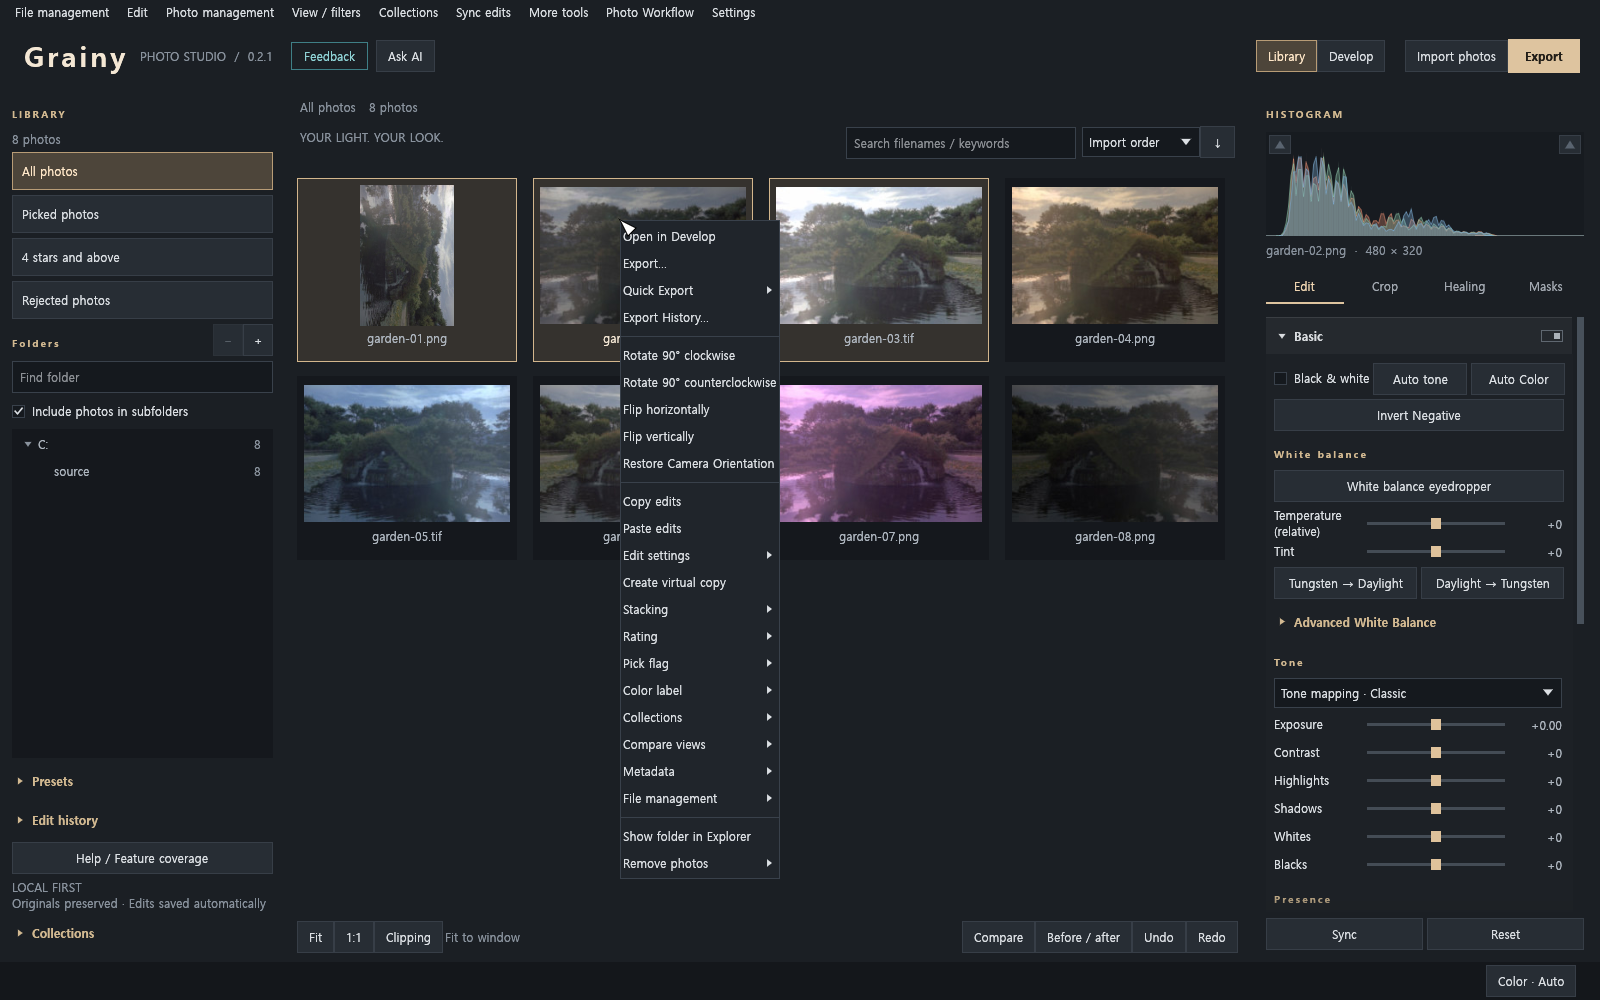 File management Edit Photo management View / filters Collections Sync edits More tools Photo Workflow Settings
Grainy PHOTO STUDIO / 0.2.1 Feedback Ask AI Library Develop Import photos Export
LIBRARY
8 photos
All photos
Picked photos
4 stars and above
Rejected photos
Folders − +
Find folder
Include photos in subfolders
C: 8
source 8
Presets
Edit history
Help / Feature coverage
LOCAL FIRST
Originals preserved · Edits saved automatically
Collections
All photos 8 photos
YOUR LIGHT. YOUR LOOK.
Search filenames / keywords Import order ↓
garden-01.png
gar
garden-03.tif
garden-04.png
garden-05.tif
gar
garden-07.png
garden-08.png
Open in Develop
Export...
Quick Export
Export History...
Rotate 90° clockwise
Rotate 90° counterclockwise
Flip horizontally
Flip vertically
Restore Camera Orientation
Copy edits
Paste edits
Edit settings
Create virtual copy
Stacking
Rating
Pick flag
Color label
Collections
Compare views
Metadata
File management
Show folder in Explorer
Remove photos
Fit 1:1 Clipping Fit to window
Compare Before / after Undo Redo
HISTOGRAM
garden-02.png · 480 × 320
Edit Crop Healing Masks
Basic
Black & white Auto tone Auto Color
Invert Negative
White balance
White balance eyedropper
Temperature
(relative) +0
Tint +0
Tungsten → Daylight Daylight → Tungsten
Advanced White Balance
Tone
Tone mapping · Classic
Exposure +0.00
Contrast +0
Highlights +0
Shadows +0
Whites +0
Blacks +0
Presence
Sync Reset
Color · Auto